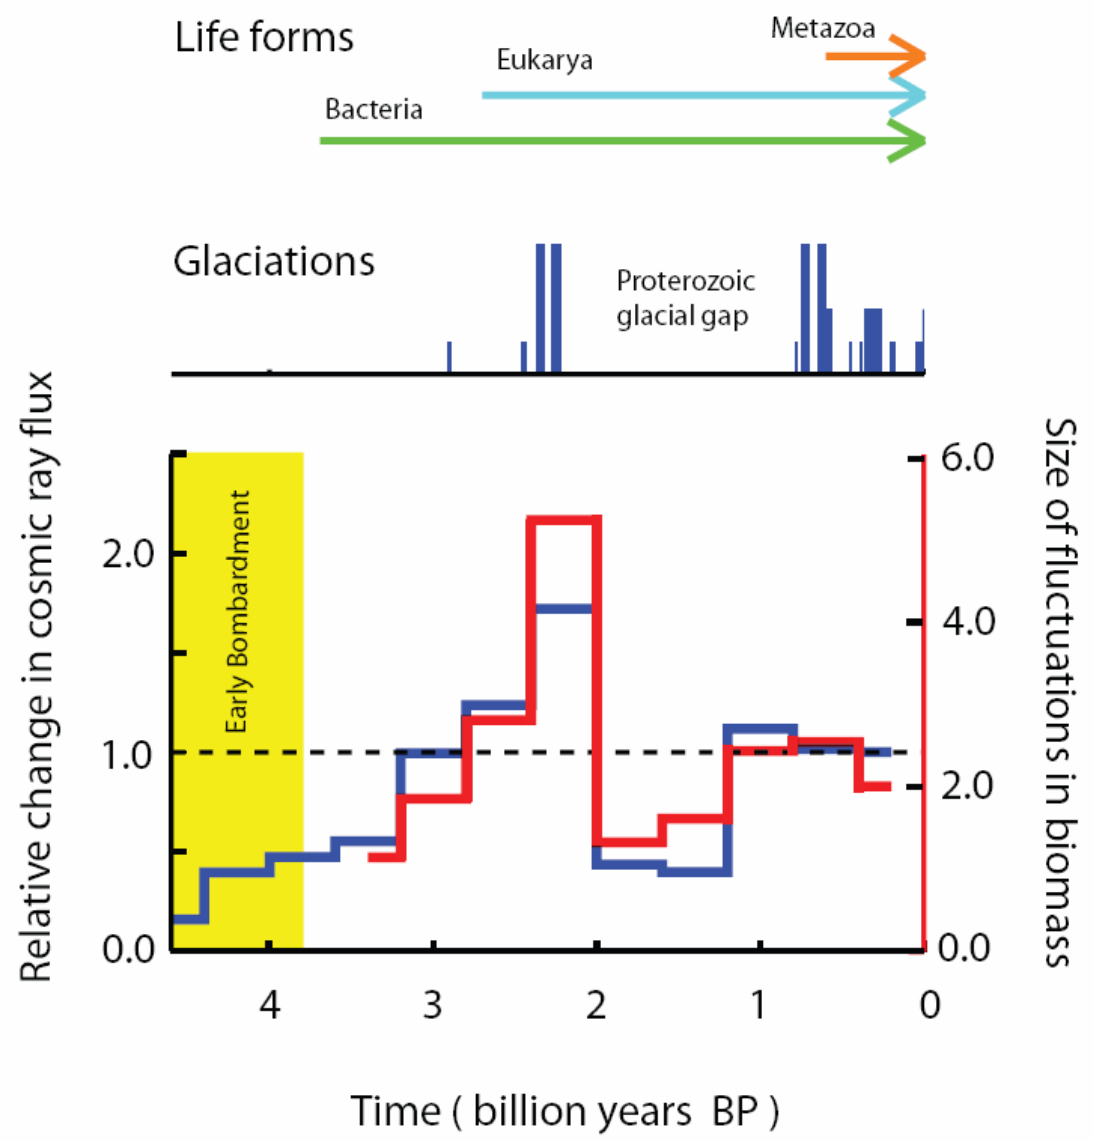 Life forms
Metazoa
Eukarya
Bacteria
Glaciations
Proterozoic
glacial gap
Relative change in cosmic ray flux
2.0
1.0
0.0
Early Bombardment
6.0
4.0
2.0
0.0
Size of fluctuations in biomass
4 3 2 1 0
Time ( billion years BP )